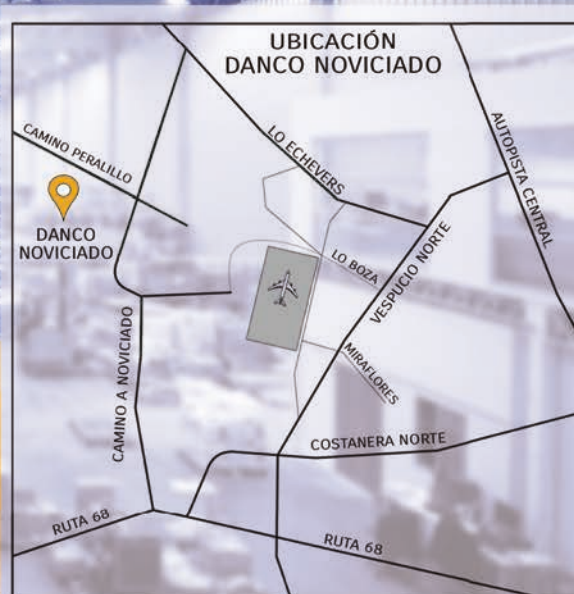 UBICACIÓN
DANCO NOVICIADO
CAMINO PERALILLO
DANCO
NOVICIADO
LO ECHEVERS
AUTOPISTA CENTRAL
LO BOZA
VESPUCIO NORTE
MIRAFLORES
CAMINO A NOVICIADO
COSTANERA NORTE
RUTA 68
RUTA 68